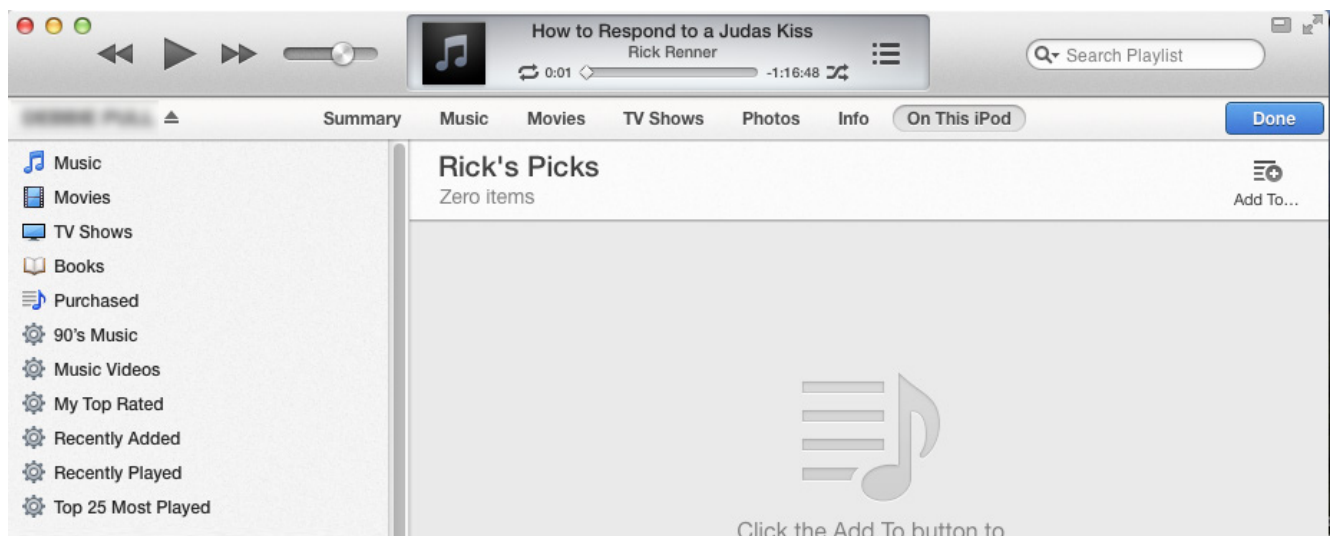 How to Respond to a Judas Kiss
Rick Renner
0:01 -1:16:48
Search Playlist
Summary Music Movies TV Shows Photos Info On This iPod Done
Music
Movies
TV Shows
Books
Purchased
90's Music
Music Videos
My Top Rated
Recently Added
Recently Played
Top 25 Most Played
Rick's Picks
Zero items
Add To...
Click the Add To button to